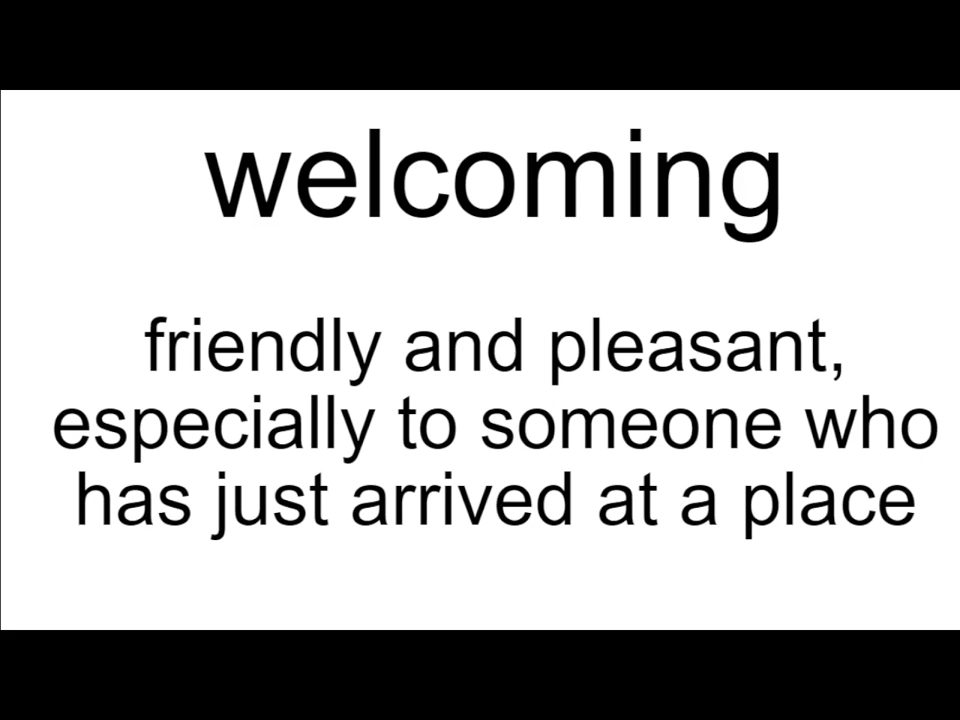 welcoming
friendly and pleasant,
especially to someone who
has just arrived at a place